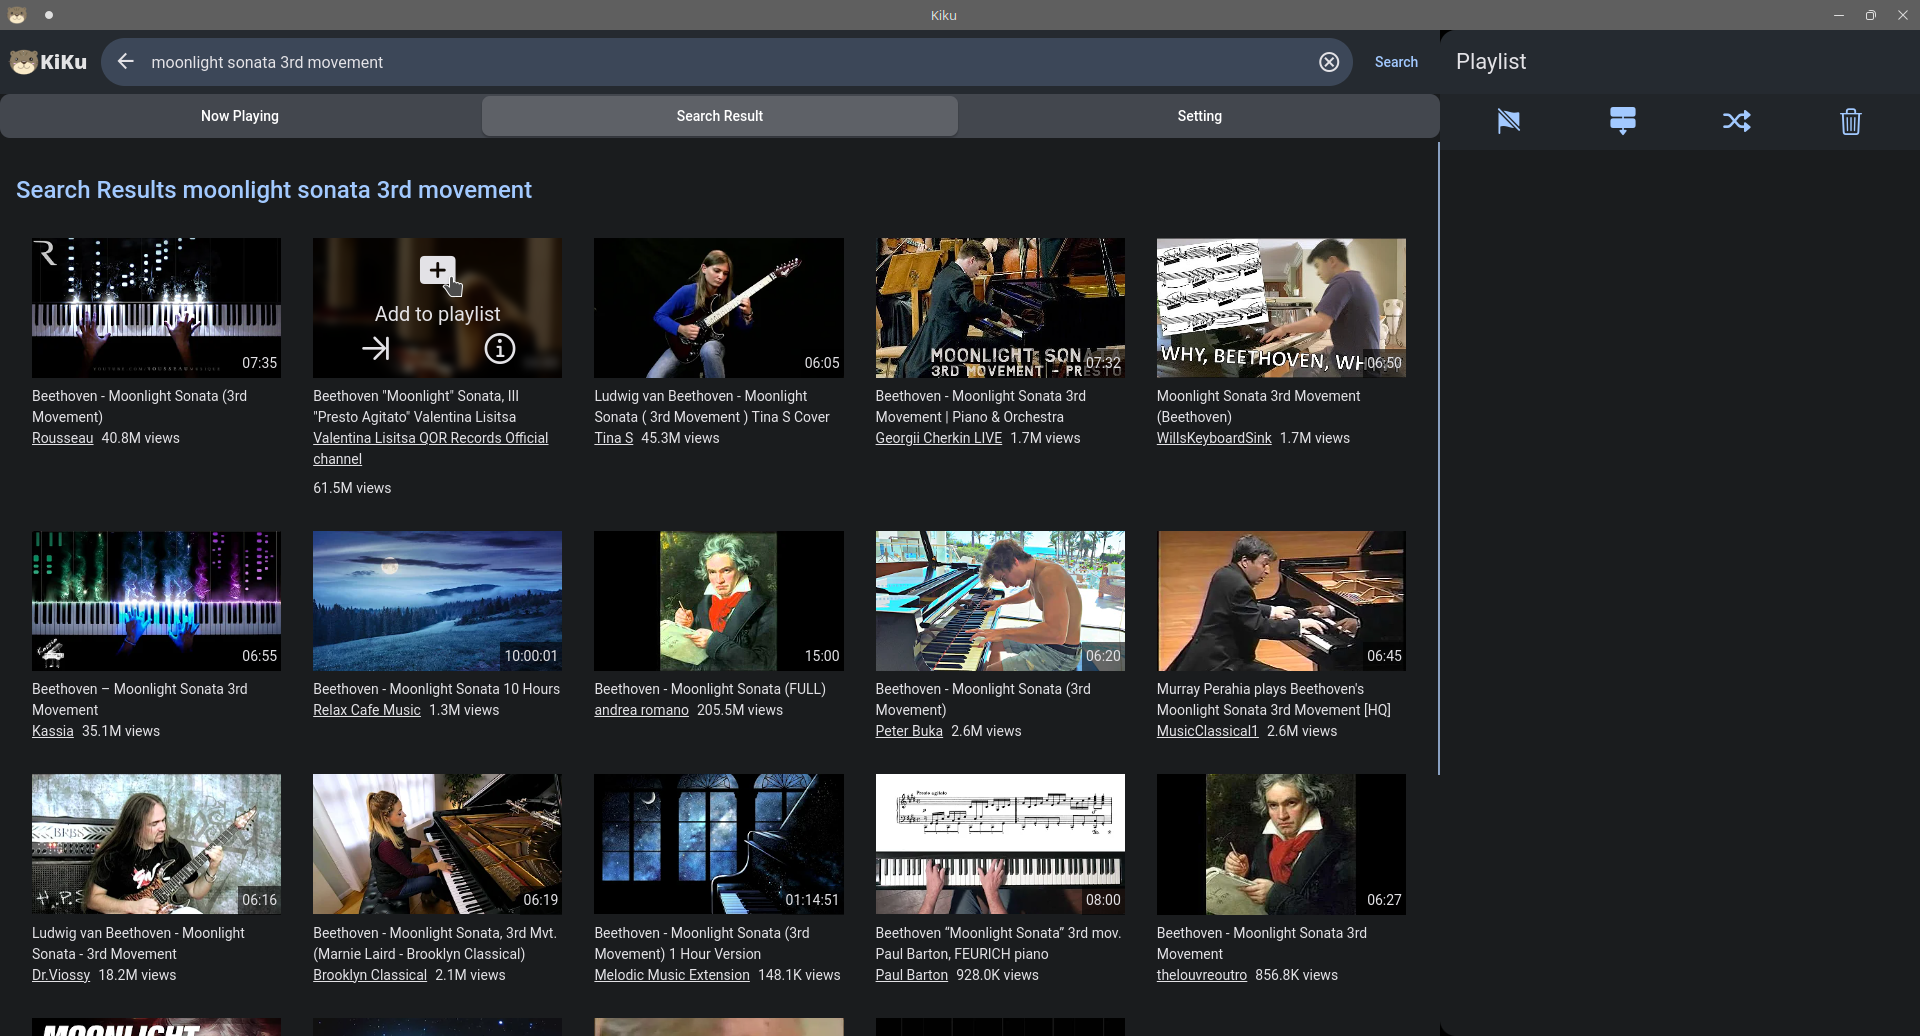 Kiku
KiKu
moonlight sonata 3rd movement
Search
Playlist
Now Playing
Search Result
Setting
Search Results moonlight sonata 3rd movement
R
07:35
Beethoven - Moonlight Sonata (3rd
Movement)
Rousseau 40.8M views
Add to playlist
Beethoven "Moonlight" Sonata, III
"Presto Agitato" Valentina Lisitsa
Valentina Lisitsa QOR Records Official
channel
61.5M views
06:05
Ludwig van Beethoven - Moonlight
Sonata ( 3rd Movement ) Tina S Cover
Tina S 45.3M views
MOONLIGHT SON
3RD MOVEMENT - PRESTO
07:32
Beethoven - Moonlight Sonata 3rd
Movement | Piano & Orchestra
Georgii Cherkin LIVE 1.7M views
WHY, BEETHOVEN, WH
06:50
Moonlight Sonata 3rd Movement
(Beethoven)
WillsKeyboardSink 1.7M views
Kassia
06:55
Beethoven – Moonlight Sonata 3rd
Movement
Kassia 35.1M views
10:00:01
Beethoven - Moonlight Sonata 10 Hours
Relax Cafe Music 1.3M views
15:00
Beethoven - Moonlight Sonata (FULL)
andrea romano 205.5M views
06:20
Beethoven - Moonlight Sonata (3rd
Movement)
Peter Buka 2.6M views
06:45
Murray Perahia plays Beethoven's
Moonlight Sonata 3rd Movement [HQ]
MusicClassical1 2.6M views
06:16
Ludwig van Beethoven - Moonlight
Sonata - 3rd Movement
Dr.Viossy 18.2M views
06:19
Beethoven - Moonlight Sonata, 3rd Mvt.
(Marnie Laird - Brooklyn Classical)
Brooklyn Classical 2.1M views
01:14:51
Beethoven - Moonlight Sonata (3rd
Movement) 1 Hour Version
Melodic Music Extension 148.1K views
Presto agitato
08:00
Beethoven “Moonlight Sonata” 3rd mov.
Paul Barton, FEURICH piano
Paul Barton 928.0K views
06:27
Beethoven - Moonlight Sonata 3rd
Movement
thelouvreoutro 856.8K views
MOONLIGHT